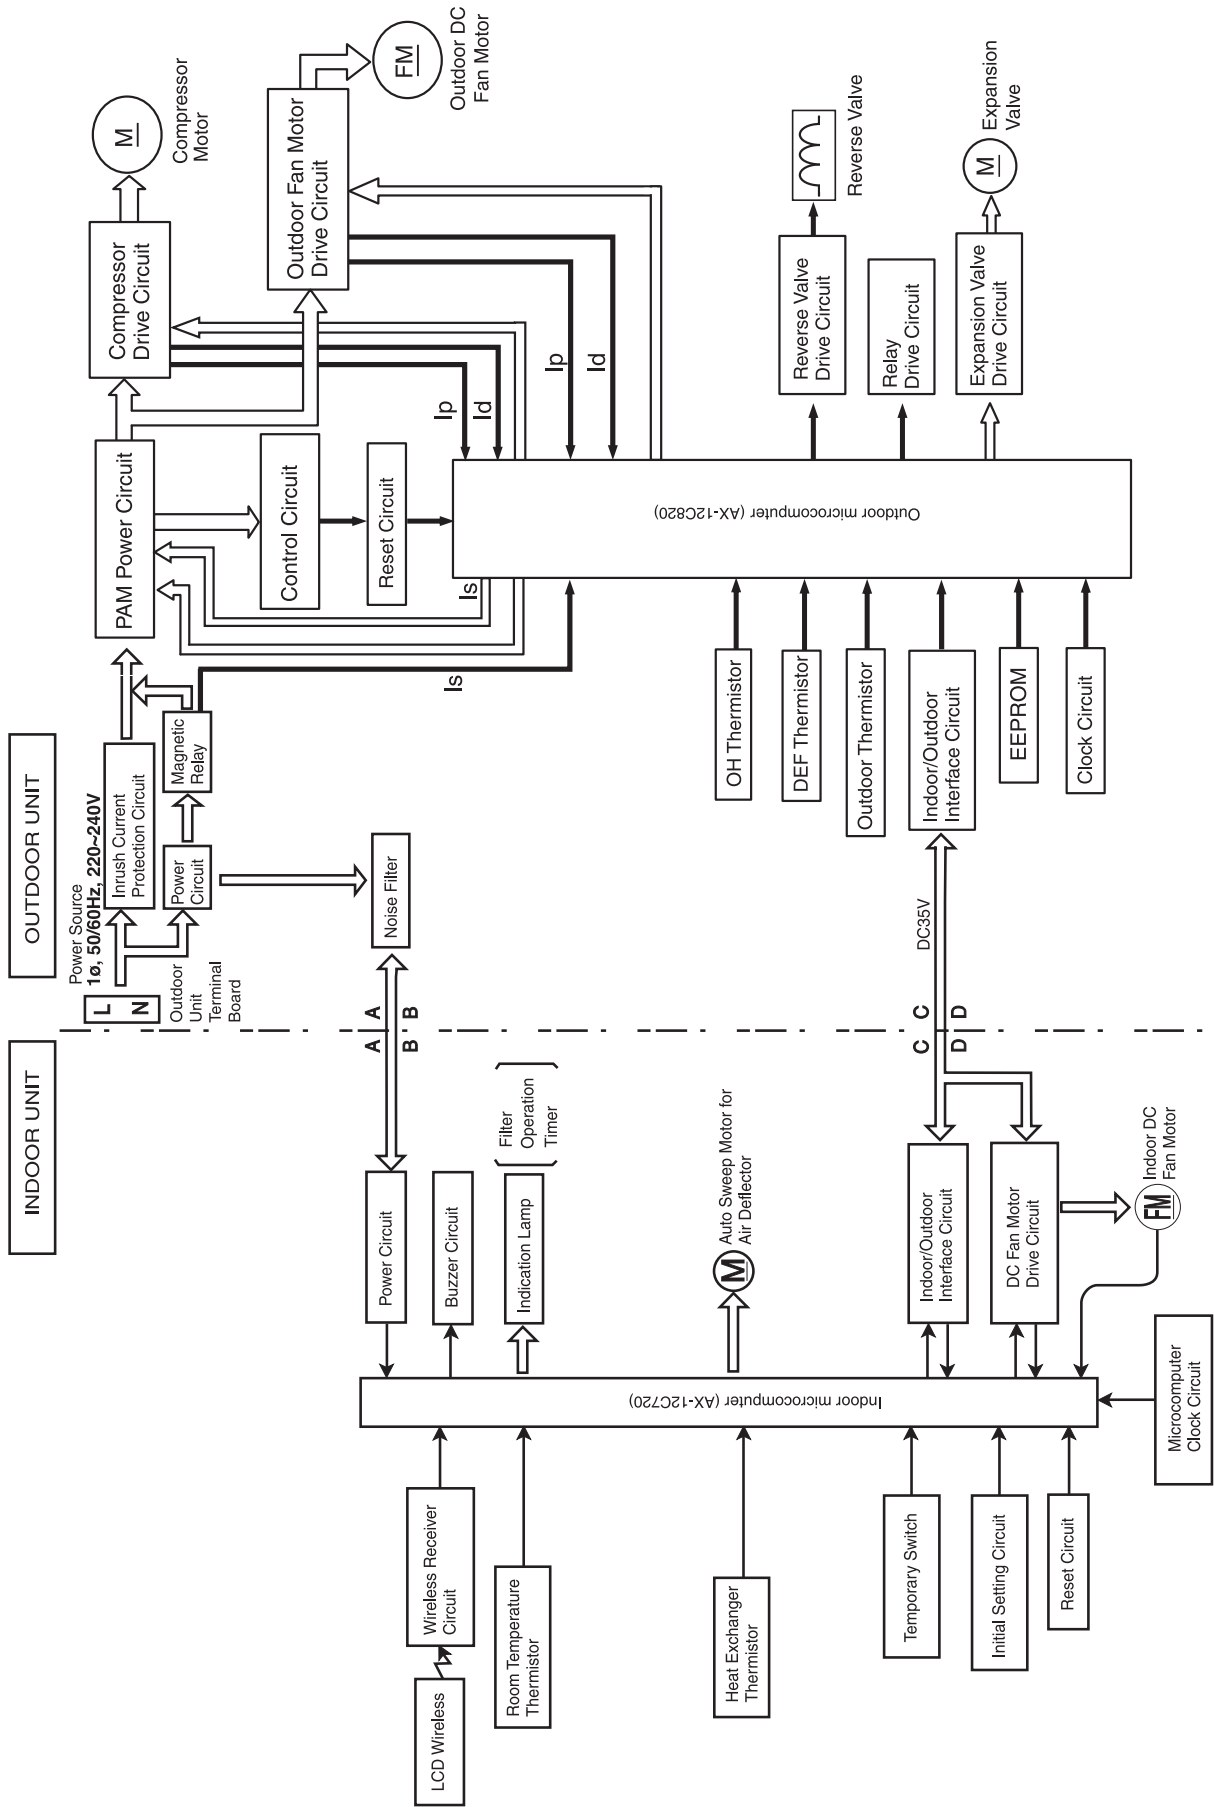 INDOOR UNIT
OUTDOOR UNIT
LCD Wireless
Wireless Receiver
Circuit
Room Temperature
Thermistor
Heat Exchanger
Thermistor
Temporary Switch
Initial Setting Circuit
Reset Circuit
Microcomputer
Clock Circuit
Indoor microcomputer (AX-12C720)
Power Circuit
Buzzer Circuit
Indication Lamp
Filter
Operation
Timer
M
Auto Sweep Motor for
Air Deflector
Indoor/Outdoor
Interface Circuit
DC Fan Motor
Drive Circuit
FM
Indoor DC
Fan Motor
A A
B B
C C
D D
DC35V
L
N
Outdoor
Unit
Terminal
Board
Power Source
1ø, 50/60Hz, 220~240V
Inrush Current
Protection Circuit
Power
Circuit
Magnetic
Relay
Noise Filter
Is
Is
PAM Power Circuit
Control Circuit
Reset Circuit
OH Thermistor
DEF Thermistor
Outdoor Thermistor
Indoor/Outdoor
Interface Circuit
EEPROM
Clock Circuit
Outdoor microcomputer (AX-12C820)
Ip
Id
Ip
Id
Compressor
Drive Circuit
Outdoor Fan Motor
Drive Circuit
Reverse Valve
Drive Circuit
Relay
Drive Circuit
Expansion Valve
Drive Circuit
M
Compressor
Motor
FM
Outdoor DC
Fan Motor
Reverse Valve
M
Expansion
Valve